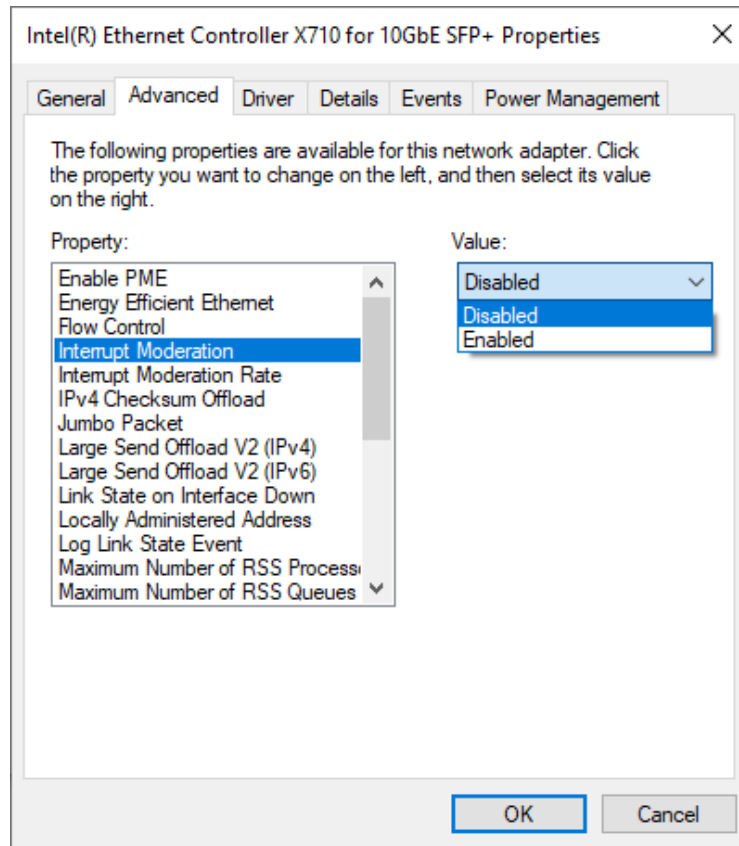 Intel(R) Ethernet Controller X710 for 10GbE SFP+ Properties
General Advanced Driver Details Events Power Management
The following properties are available for this network adapter. Click
the property you want to change on the left, and then select its value
on the right.
Property:
Value:
Enable PME
Energy Efficient Ethernet
Flow Control
Interrupt Moderation
Interrupt Moderation Rate
IPv4 Checksum Offload
Jumbo Packet
Large Send Offload V2 (IPv4)
Large Send Offload V2 (IPv6)
Link State on Interface Down
Locally Administered Address
Log Link State Event
Maximum Number of RSS Process
Maximum Number of RSS Queues
Disabled
Disabled
Enabled
OK Cancel